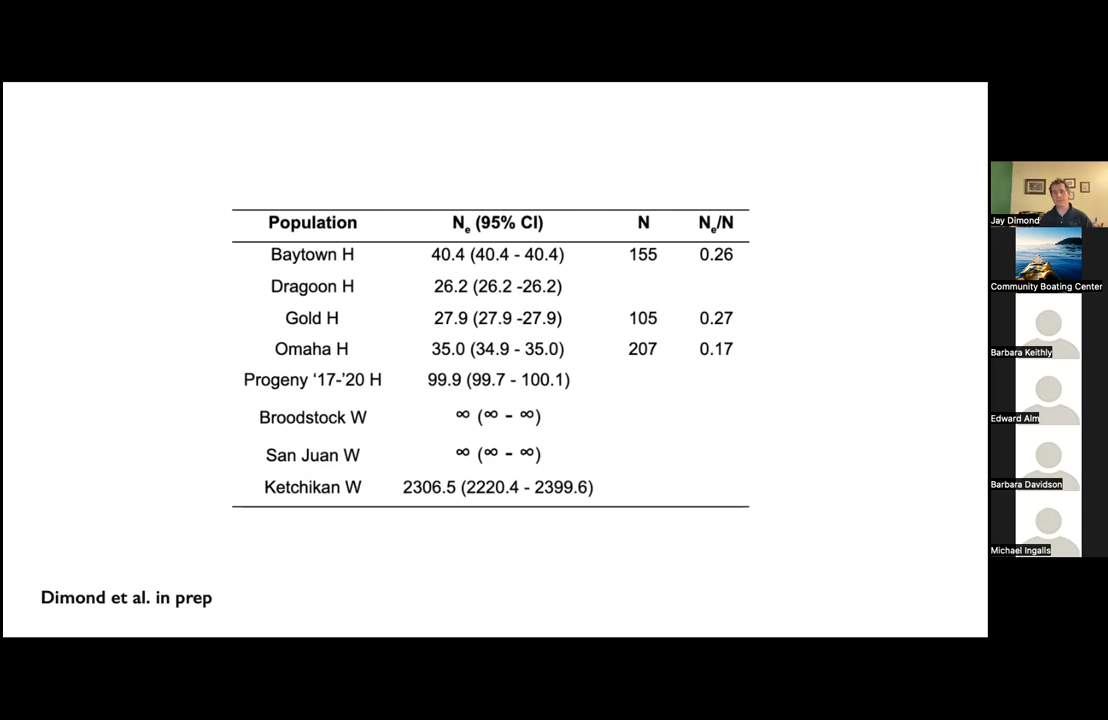 Population Ne (95% CI) N Ne/N
Baytown H 40.4 (40.4 - 40.4) 155 0.26
Dragoon H 26.2 (26.2 -26.2)
Gold H 27.9 (27.9 -27.9) 105 0.27
Omaha H 35.0 (34.9 - 35.0) 207 0.17
Progeny ‘17-’20 H 99.9 (99.7 - 100.1)
Broodstock W ∞ (∞ - ∞)
San Juan W ∞ (∞ - ∞)
Ketchikan W 2306.5 (2220.4 - 2399.6)
Dimond et al. in prep
Jay Dimond
Community Boating Center
Barbara Keithly
Edward Alm
Barbara Davidson
Michael Ingalls